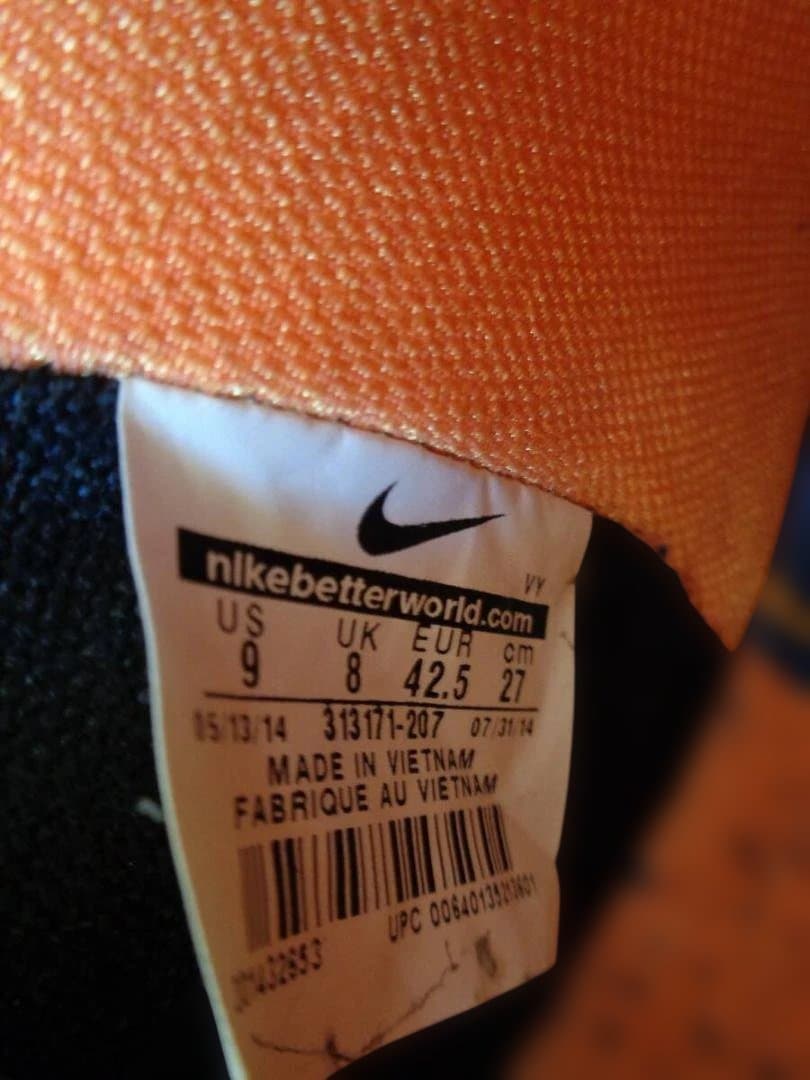 nikebetterworld.com
VY
US UK EUR cm
9 8 42.5 27
05/13/14 313171-207 07/31/14
MADE IN VIETNAM
FABRIQUE AU VIETNAM
UPC